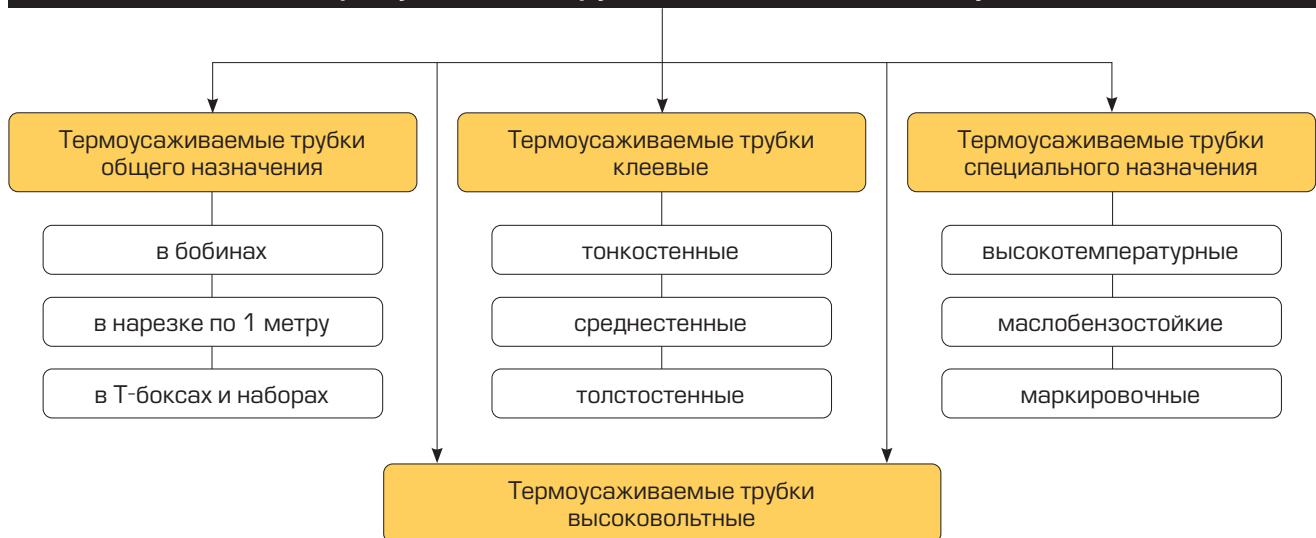 Термоусаживаемые трубки
общего назначения
Термоусаживаемые трубки
клеевые
Термоусаживаемые трубки
специального назначения
в бобинах
тонкостенные
высокотемпературные
в нарезке по 1 метру
среднестенные
маслобензостойкие
в Т-боксах и наборах
толстостенные
маркировочные
Термоусаживаемые трубки
высоковольтные